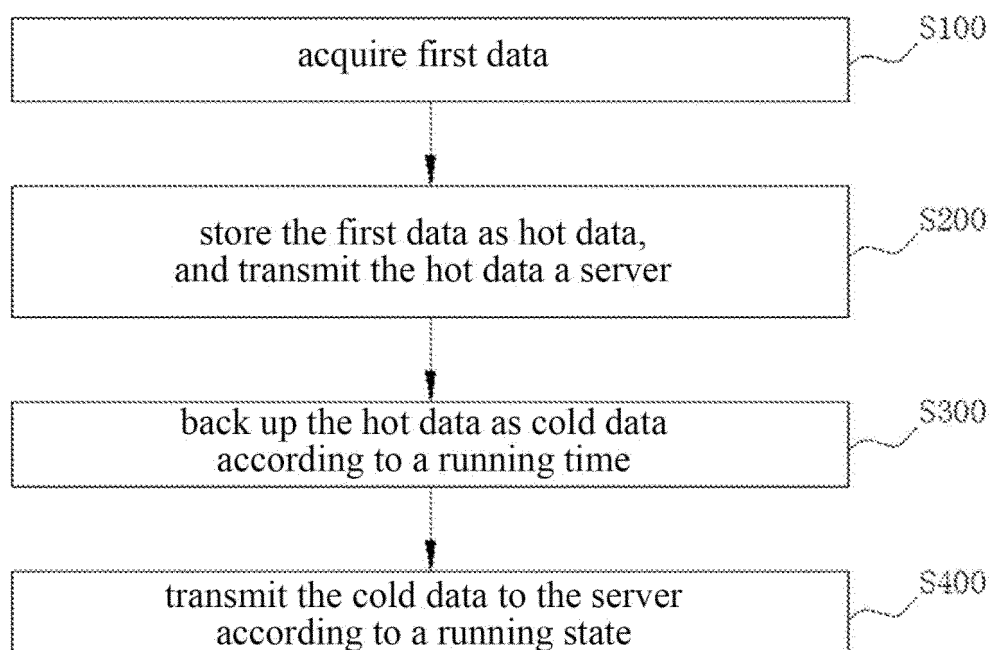 S100
acquire first data
S200
store the first data as hot data,
and transmit the hot data a server
S300
back up the hot data as cold data
according to a running time
S400
transmit the cold data to the server
according to a running state